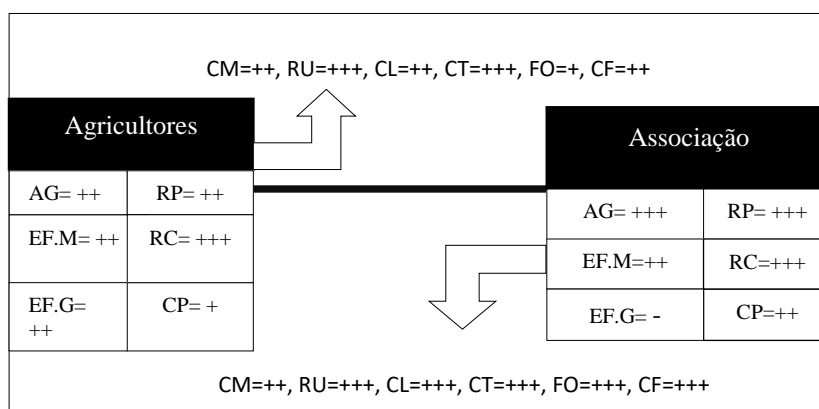 CM=++, RU=+++, CL=++, CT=+++, FO=+, CF=++
Agricultores
AG= ++ RP= ++
EF.M= ++ RC= +++
EF.G= CP= +
++
Associação
AG= +++ RP= +++
EF.M=++ RC=+++
EF.G= - CP=++
CM=++, RU=+++, CL=+++, CT=+++, FO=+++, CF=+++